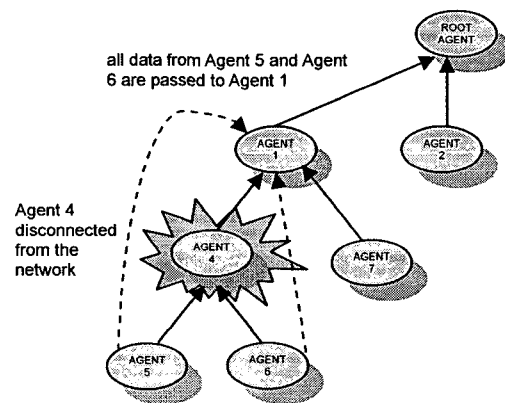 ROOT
AGENT
all data from Agent 5 and Agent
6 are passed to Agent 1
AGENT
1
AGENT
2
Agent 4
disconnected
from the
network
AGENT
4
AGENT
7
AGENT
5
AGENT
6